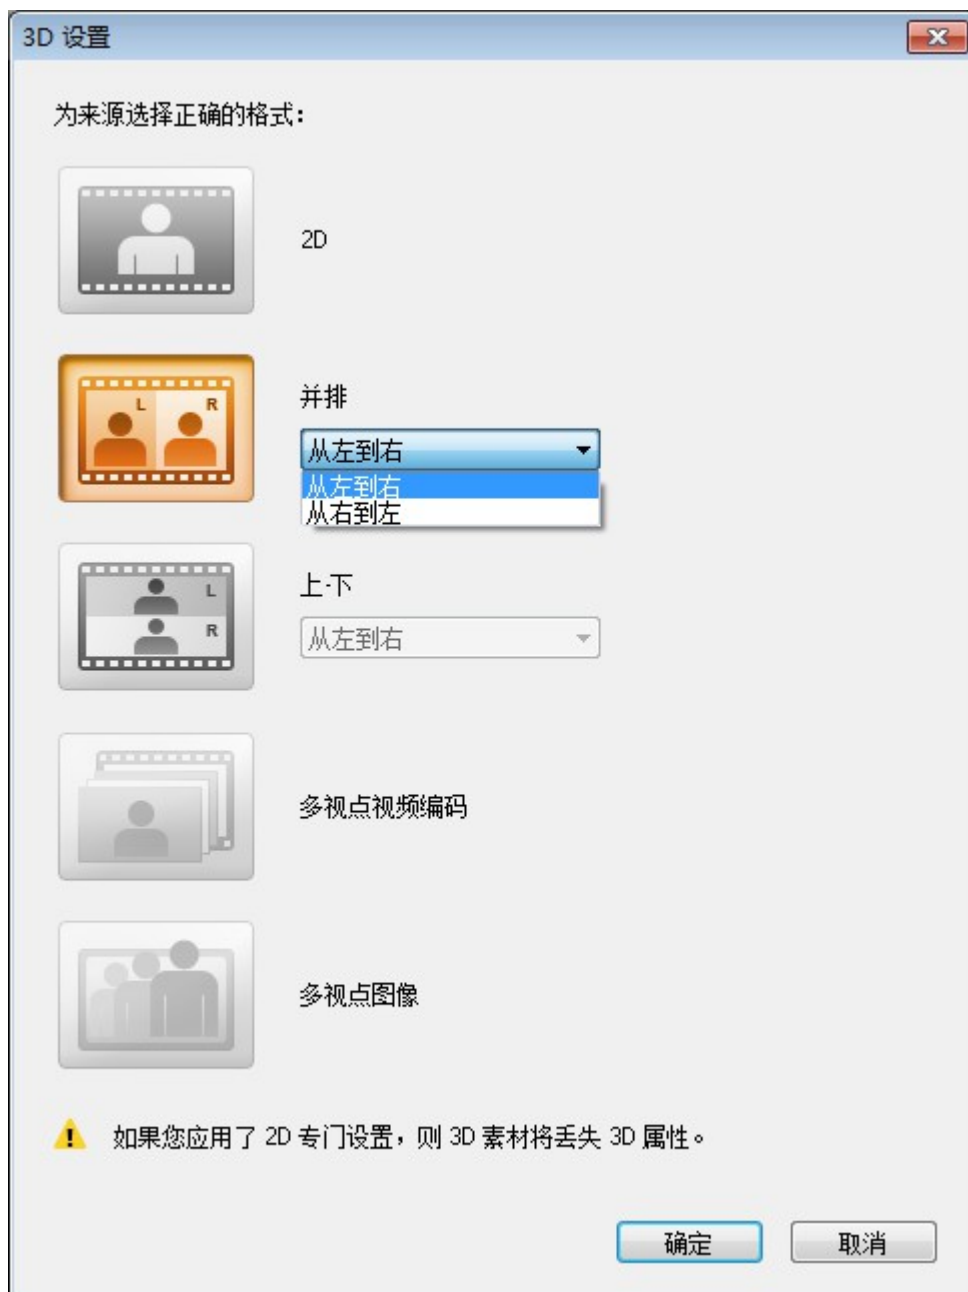 3D 设置
为来源选择正确的格式：
2D
L R
并排
从左到右
从左到右
从右到左
L
R
上-下
从左到右
多视点视频编码
多视点图像
如果您应用了 2D 专门设置，则 3D 素材将丢失 3D 属性。
确定 取消